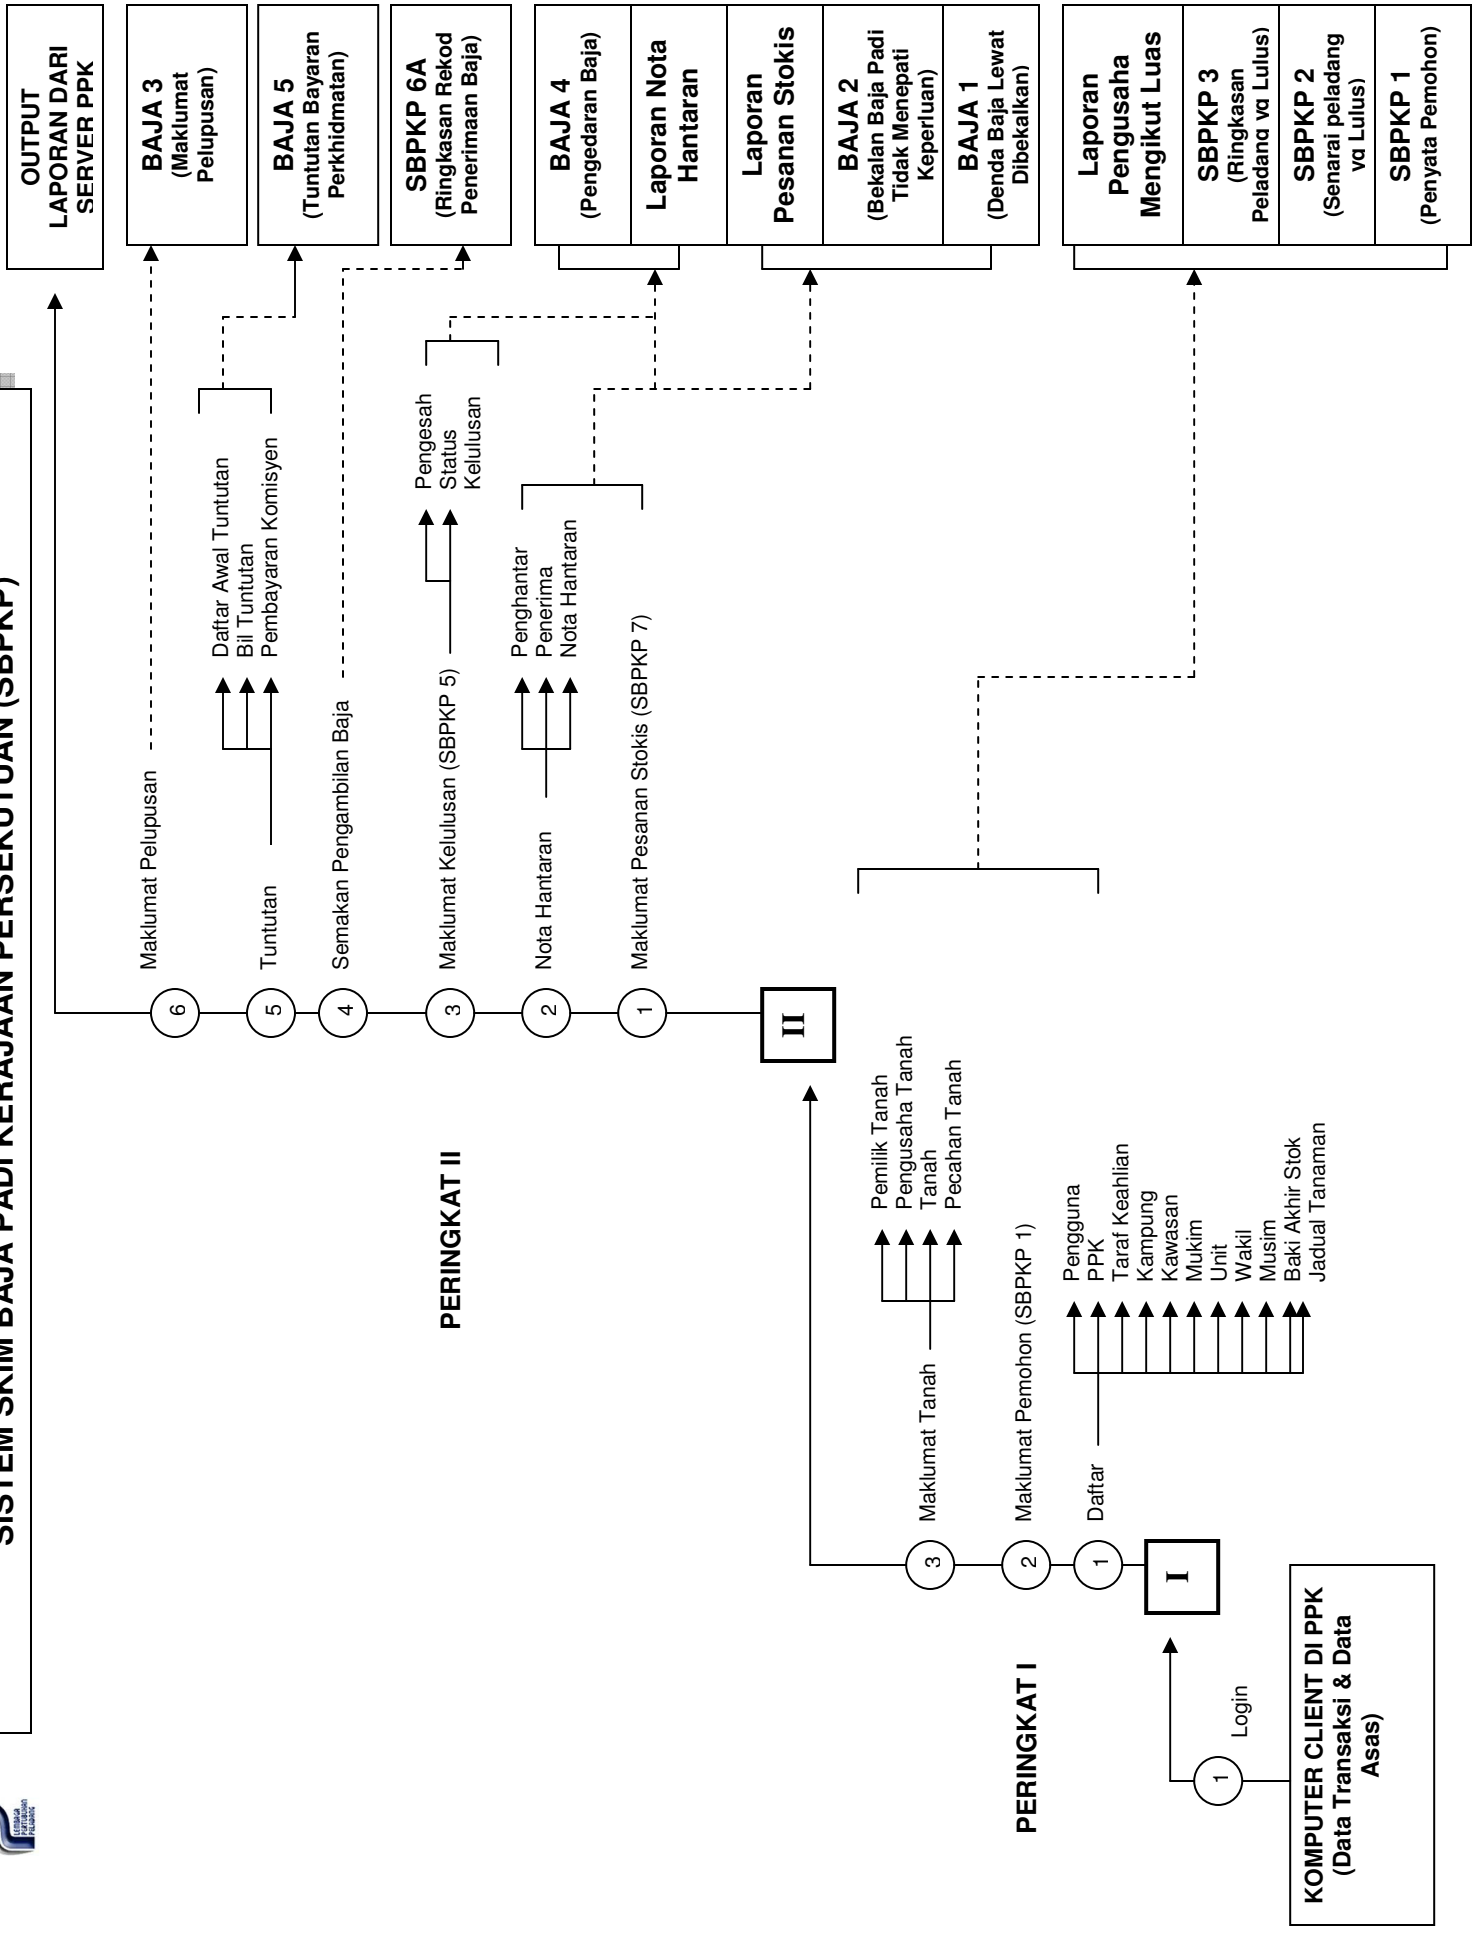 SISTEM SKIM BAJA PADI KERAJAAN PERSEKUTUAN (SBPKP)
LEMBAGA
PERTUBUHAN
PELADANG
OUTPUT
LAPORAN DARI
SERVER PPK
BAJA 3
(Maklumat
Pelupusan)
BAJA 5
(Tuntutan Bayaran
Perkhidmatan)
SBPKP 6A
(Ringkasan Rekod
Penerimaan Baja)
BAJA 4
(Pengedaran Baja)
Laporan Nota
Hantaran
Laporan
Pesanan Stokis
BAJA 2
(Bekalan Baja Padi
Tidak Menepati
Keperluan)
BAJA 1
(Denda Baja Lewat
Dibekalkan)
Laporan
Pengusaha
Mengikut Luas
SBPKP 3
(Ringkasan
Peladang yg Lulus)
SBPKP 2
(Senarai peladang
yg Lulus)
SBPKP 1
(Penyata Pemohon)
PERINGKAT II
6
Maklumat Pelupusan
5
Tuntutan
Daftar Awal Tuntutan
Bil Tuntutan
Pembayaran Komisyen
4
Semakan Pengambilan Baja
3
Maklumat Kelulusan (SBPKP 5)
Pengesah
Status
Kelulusan
2
Nota Hantaran
Penghantar
Penerima
Nota Hantaran
1
Maklumat Pesanan Stokis (SBPKP 7)
II
PERINGKAT I
3
Maklumat Tanah
Pemilik Tanah
Pengusaha Tanah
Tanah
Pecahan Tanah
2
Maklumat Pemohon (SBPKP 1)
1
Daftar
Pengguna
PPK
Taraf Keahlian
Kampung
Kawasan
Mukim
Unit
Wakil
Musim
Baki Akhir Stok
Jadual Tanaman
I
1
Login
KOMPUTER CLIENT DI PPK
(Data Transaksi & Data
Asas)